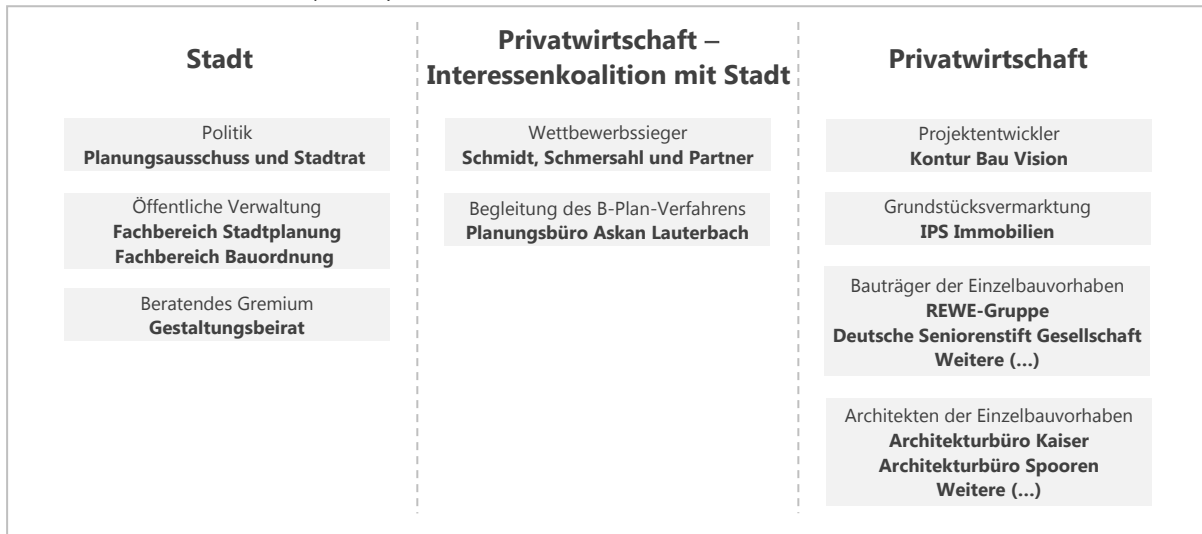 Stadt
Politik
Planungsausschuss und Stadtrat
Öffentliche Verwaltung
Fachbereich Stadtplanung
Fachbereich Bauordnung
Beratendes Gremium
Gestaltungsbeirat
Privatwirtschaft –
Interessenkoalition mit Stadt
Wettbewerbssieger
Schmidt, Schmersahl und Partner
Begleitung des B-Plan-Verfahrens
Planungsbüro Askan Lauterbach
Privatwirtschaft
Projektentwickler
Kontur Bau Vision
Grundstücksvermarktung
IPS Immobilien
Bauträger der Einzelbauvorhaben
REWE-Gruppe
Deutsche Seniorenstift Gesellschaft
Weitere (…)
Architekten der Einzelbauvorhaben
Architekturbüro Kaiser
Architekturbüro Spooren
Weitere (…)